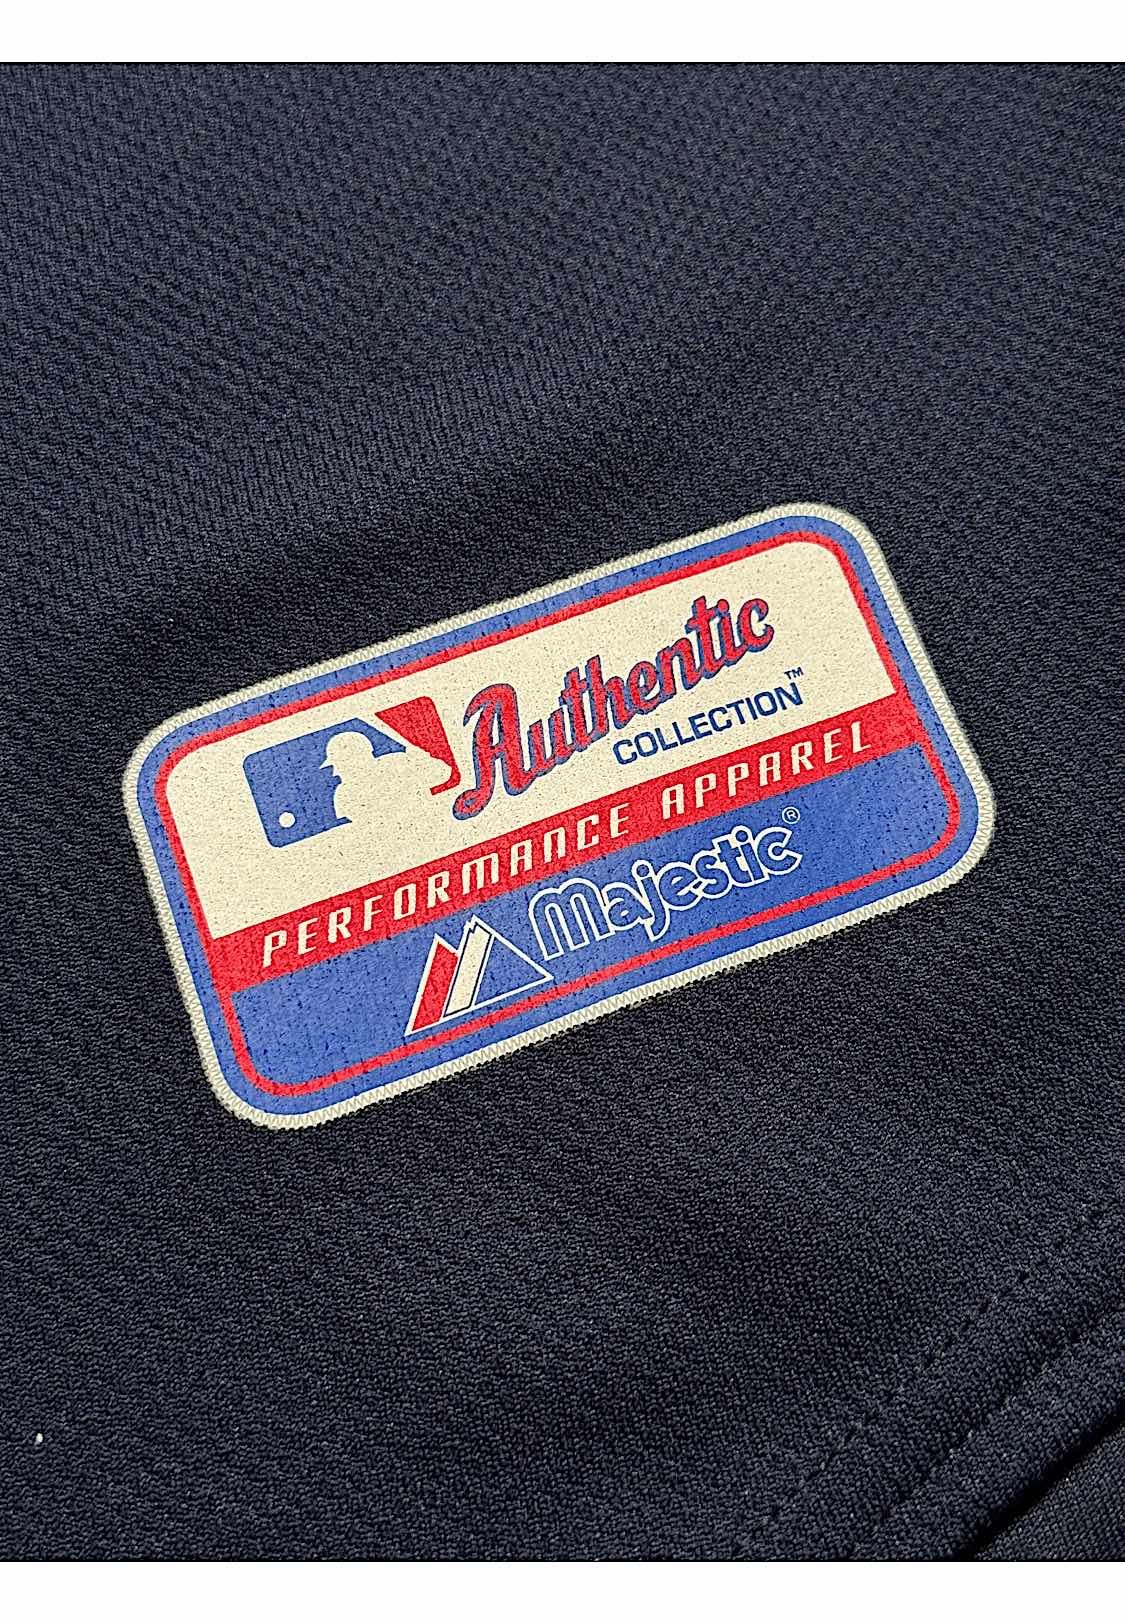 Authentic
COLLECTION™
PERFORMANCE APPAREL
Majestic®